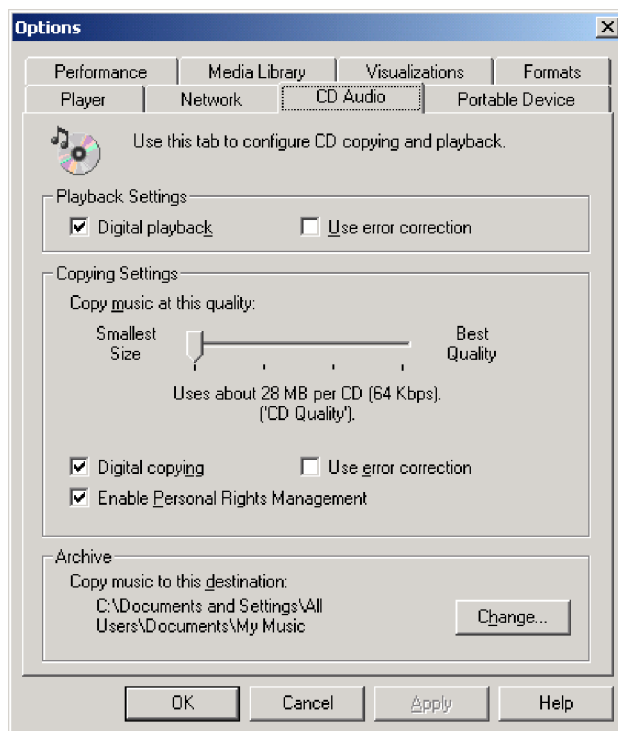 Options
Performance Media Library Visualizations Formats
Player Network CD Audio Portable Device
Use this tab to configure CD copying and playback.
Playback Settings
Digital playback Use error correction
Copying Settings
Copy music at this quality:
Smallest Best
Size Quality
Uses about 28 MB per CD (64 Kbps).
('CD Quality').
Digital copying Use error correction
Enable Personal Rights Management
Archive
Copy music to this destination:
C:\Documents and Settings\All
Users\Documents\My Music
Change...
OK Cancel Apply Help